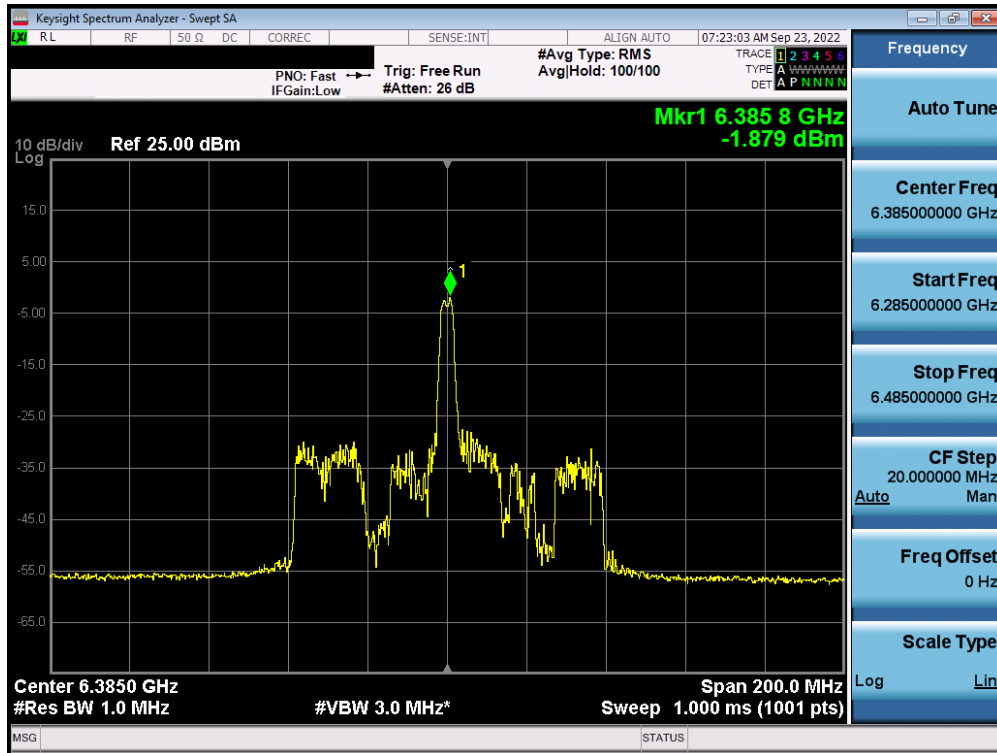 Keysight Spectrum Analyzer - Swept SA
LXI RL RF 50 Ω DC CORREC SENSE:INT ALIGN AUTO 07:23:03 AM Sep 23, 2022
PNO: Fast
IFGain:Low
Trig: Free Run
#Atten: 26 dB
#Avg Type: RMS
Avg|Hold: 100/100
TRACE 1 2 3 4 5 6
TYPE A WWWWW
DET A P N N N N
Mkr1 6.385 8 GHz
-1.879 dBm
10 dB/div Ref 25.00 dBm
Log
15.0
5.00
-5.00
-15.0
-25.0
-35.0
-45.0
-55.0
-65.0
1
Center 6.3850 GHz Span 200.0 MHz
#Res BW 1.0 MHz #VBW 3.0 MHz* Sweep 1.000 ms (1001 pts)
MSG STATUS
Frequency
Auto Tune
Center Freq
6.385000000 GHz
Start Freq
6.285000000 GHz
Stop Freq
6.485000000 GHz
CF Step
20.000000 MHz
Auto Man
Freq Offset
0 Hz
Scale Type
Log Lin